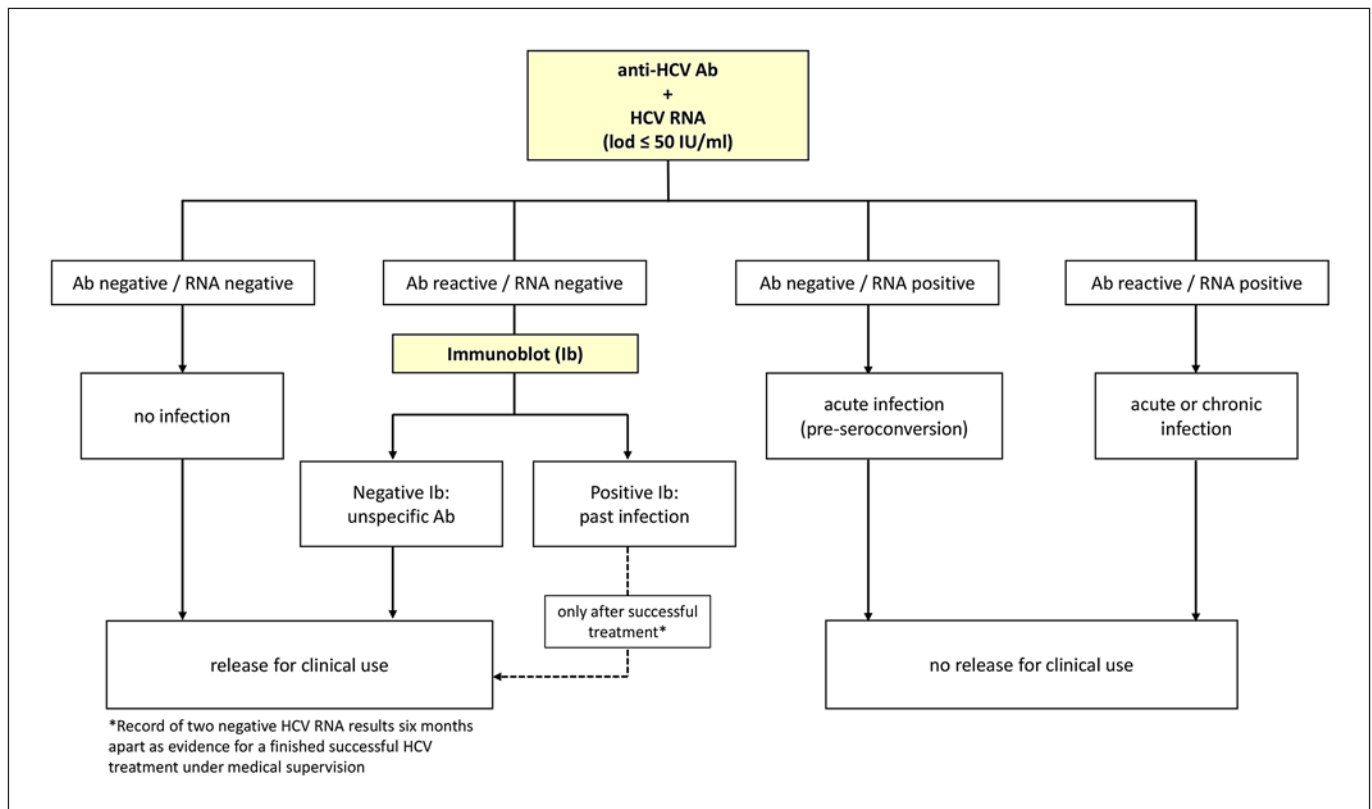 anti-HCV Ab
+
HCV RNA
(lod ≤ 50 IU/ml)
Ab negative / RNA negative
Ab reactive / RNA negative
Ab negative / RNA positive
Ab reactive / RNA positive
Immunoblot (Ib)
no infection
acute infection
(pre-seroconversion)
acute or chronic
infection
Negative Ib:
unspecific Ab
Positive Ib:
past infection
only after successful
treatment*
release for clinical use
no release for clinical use
*Record of two negative HCV RNA results six months
apart as evidence for a finished successful HCV
treatment under medical supervision